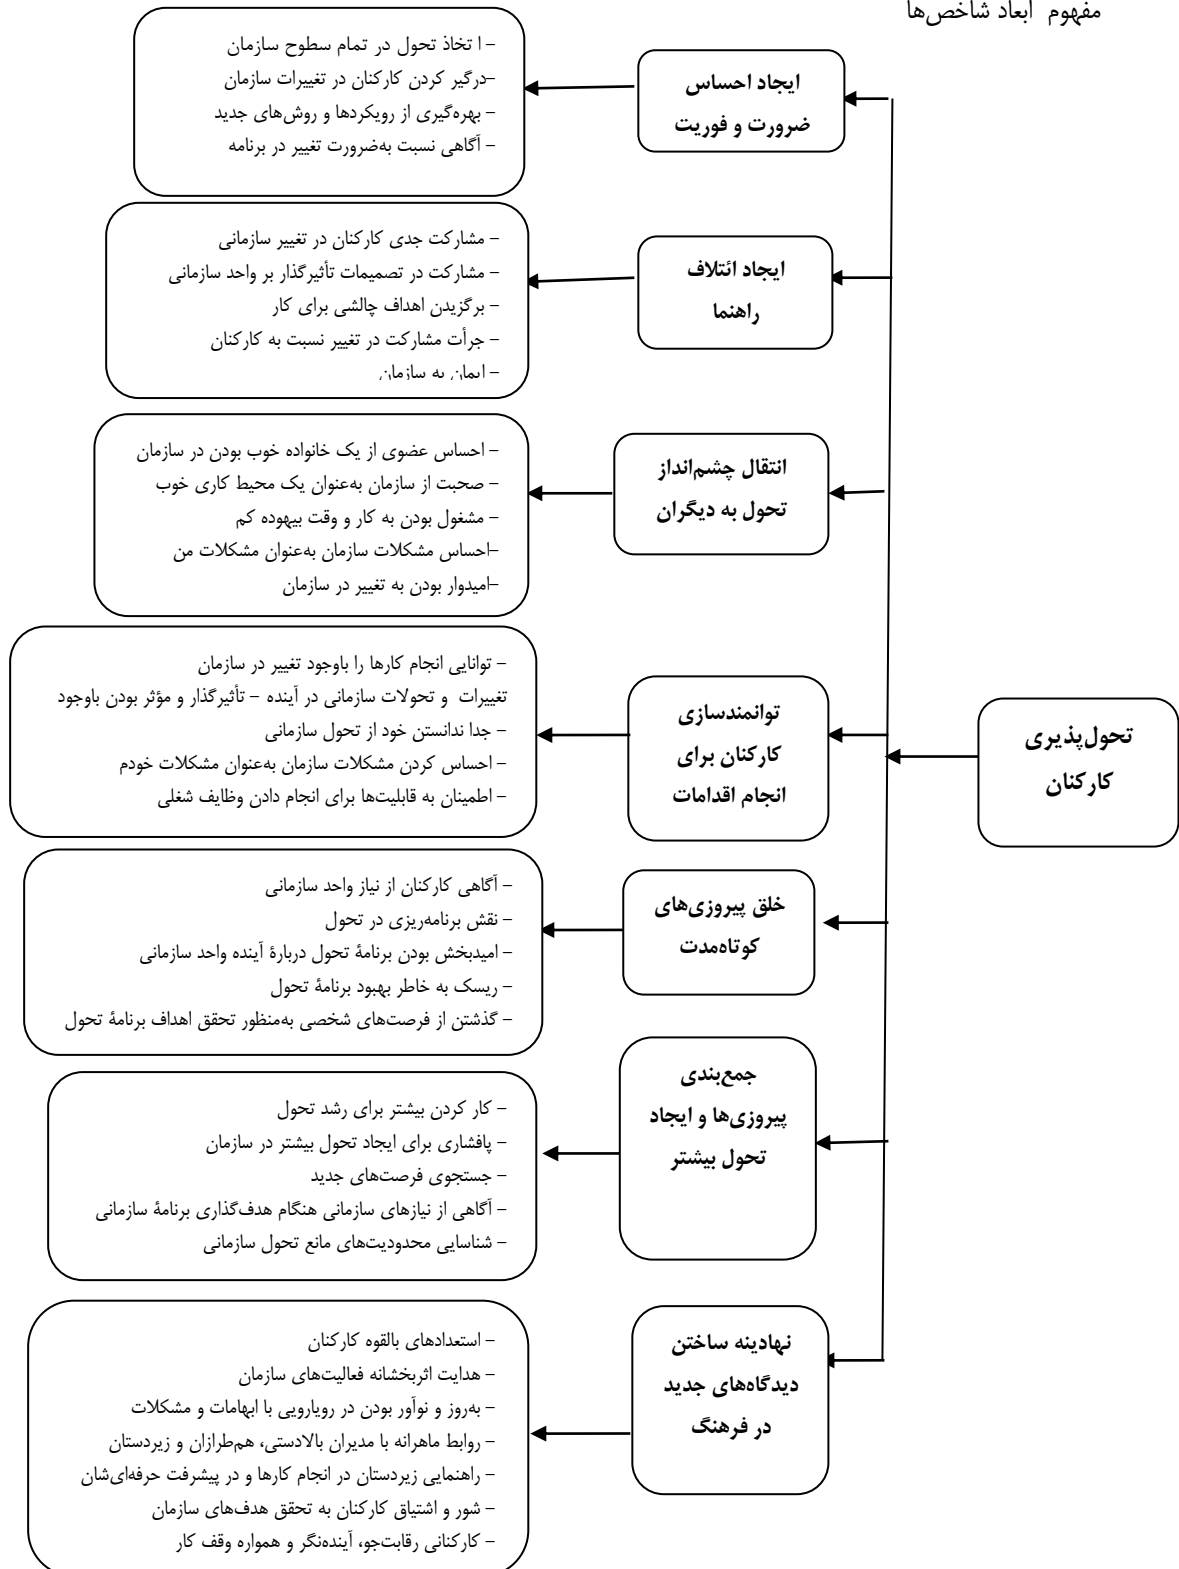 مفهوم ابعاد شاخص‌ها
تحول‌پذیری
کارکنان
ایجاد احساس
ضرورت و فوریت
- ا تخاذ تحول در تمام سطوح سازمان
-درگیر کردن کارکنان در تغییرات سازمان
- بهره‌گیری از رویکردها و روش‌های جدید
- آگاهی نسبت به‌ضرورت تغییر در برنامه
ایجاد ائتلاف
راهنما
- مشارکت جدی کارکنان در تغییر سازمانی
- مشارکت در تصمیمات تأثیرگذار بر واحد سازمانی
- برگزیدن اهداف چالشی برای کار
- جرأت مشارکت در تغییر نسبت به کارکنان
- ایمان به سازمان
انتقال چشم‌انداز
تحول به دیگران
- احساس عضوی از یک خانواده خوب بودن در سازمان
- صحبت از سازمان به‌عنوان یک محیط کاری خوب
- مشغول بودن به کار و وقت بیهوده کم
-احساس مشکلات سازمان به‌عنوان مشکلات من
-امیدوار بودن به تغییر در سازمان
توانمندسازی
کارکنان برای
انجام اقدامات
- توانایی انجام کارها را باوجود تغییر در سازمان
تغییرات و تحولات سازمانی در آینده - تأثیرگذار و مؤثر بودن باوجود
- جدا ندانستن خود از تحول سازمانی
- احساس کردن مشکلات سازمان به‌عنوان مشکلات خودم
- اطمینان به قابلیت‌ها برای انجام دادن وظایف شغلی
خلق پیروزی‌های
کوتاه‌مدت
- آگاهی کارکنان از نیاز واحد سازمانی
- نقش برنامه‌ریزی در تحول
- امیدبخش بودن برنامۀ تحول دربارۀ آینده واحد سازمانی
- ریسک به خاطر بهبود برنامۀ تحول
- گذشتن از فرصت‌های شخصی به‌منظور تحقق اهداف برنامۀ تحول
جمع‌بندی
پیروزی‌ها و ایجاد
تحول بیشتر
- کار کردن بیشتر برای رشد تحول
- پافشاری برای ایجاد تحول بیشتر در سازمان
- جستجوی فرصت‌های جدید
- آگاهی از نیازهای سازمانی هنگام هدف‌گذاری برنامۀ سازمانی
- شناسایی محدودیت‌های مانع تحول سازمانی
نهادینه ساختن
دیدگاه‌های جدید
در فرهنگ
- استعدادهای بالقوه کارکنان
- هدایت اثربخشانه فعالیت‌های سازمان
- به‌روز و نوآور بودن در رویارویی با ابهامات و مشکلات
- روابط ماهرانه با مدیران بالادستی، هم‌طرازان و زیردستان
- راهنمایی زیردستان در انجام کارها و در پیشرفت حرفه‌ای‌شان
- شور و اشتیاق کارکنان به تحقق هدف‌های سازمان
- کارکنانی رقابت‌جو، آینده‌نگر و همواره وقف کار